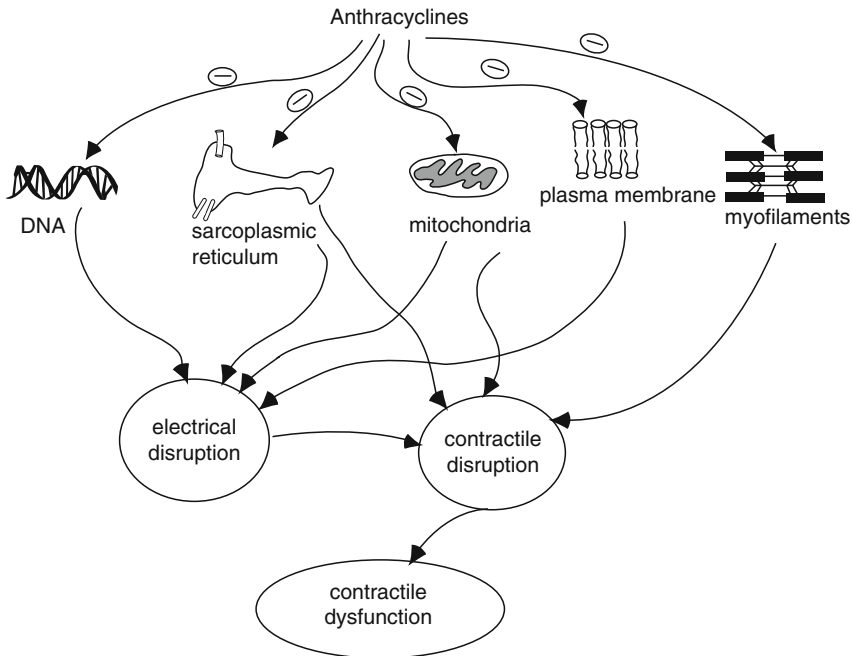 Anthracyclines
DNA
sarcoplasmic
reticulum
mitochondria
plasma membrane
myofilaments
electrical
disruption
contractile
disruption
contractile
dysfunction